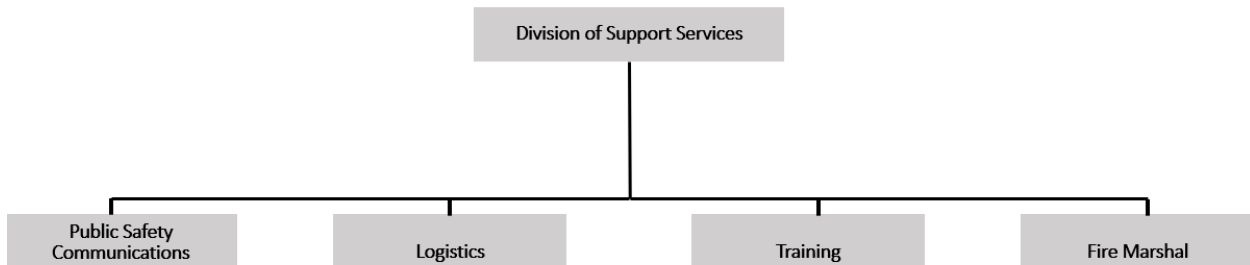 Division of Support Services
Public Safety
Communications
Logistics
Training
Fire Marshal